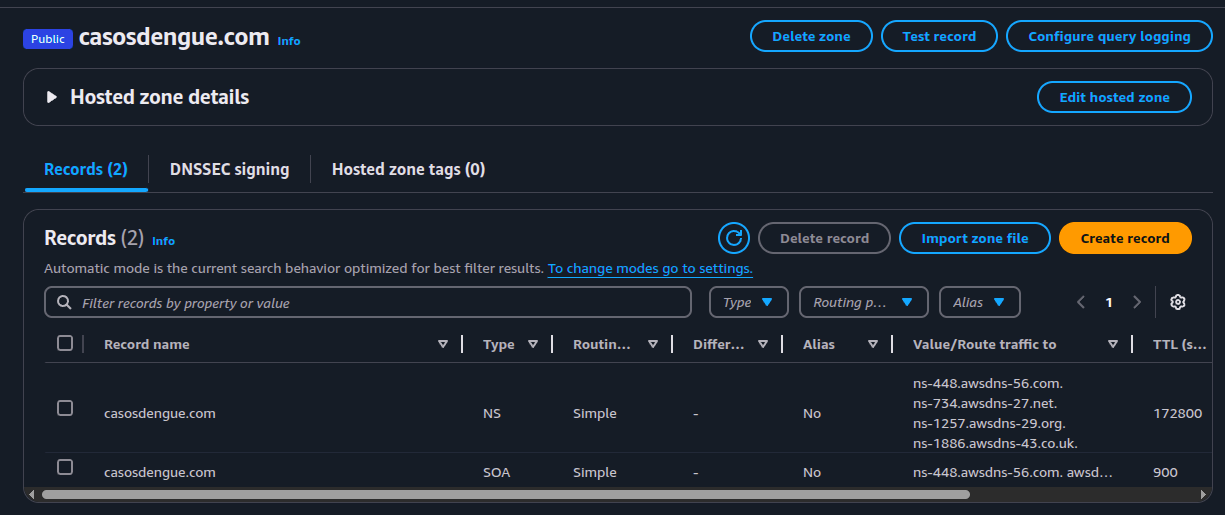 Public casosdengue.com Info
Delete zone Test record Configure query logging
Hosted zone details Edit hosted zone
Records (2) DNSSEC signing Hosted zone tags (0)
Records (2) Info
Delete record Import zone file Create record
Automatic mode is the current search behavior optimized for best filter results. To change modes go to settings.
Filter records by property or value Type Routing p... Alias 1
Record name Type Routin... Differ... Alias Value/Route traffic to TTL (s...
casosdengue.com NS Simple - No
ns-448.awsdns-56.com.
ns-734.awsdns-27.net.
ns-1257.awsdns-29.org.
ns-1886.awsdns-43.co.uk.
172800
casosdengue.com SOA Simple - No ns-448.awsdns-56.com. awsd... 900